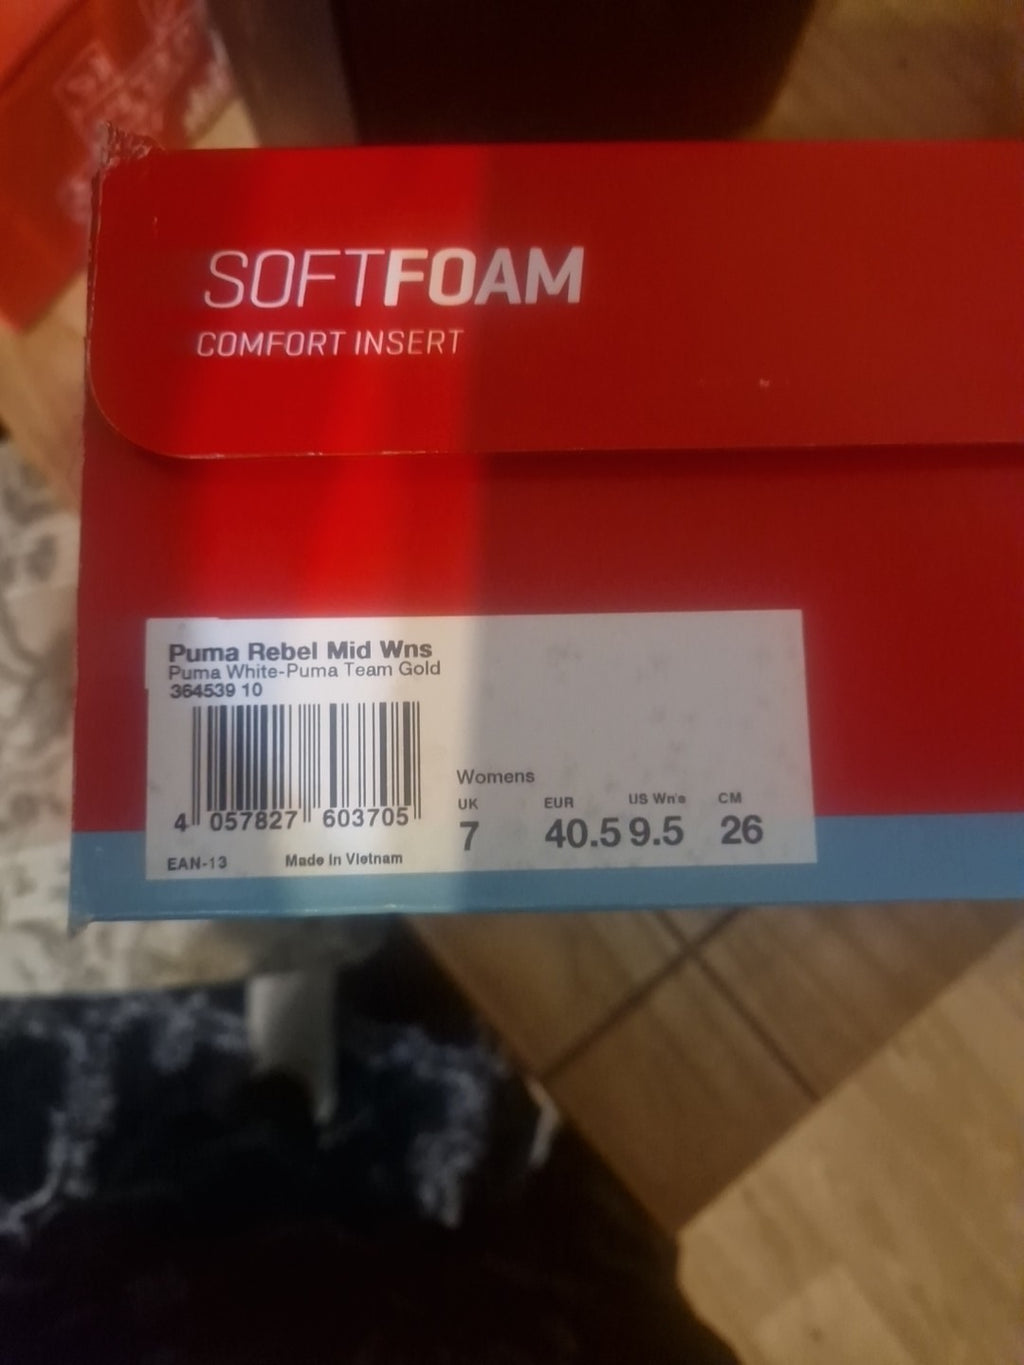 SOFTFOAM
COMFORT INSERT
Puma Rebel Mid Wns
Puma White-Puma Team Gold
364539 10
4 057827 603705
EAN-13 Made in Vietnam
Womens
UK EUR US Wn's CM
7 40.5 9.5 26